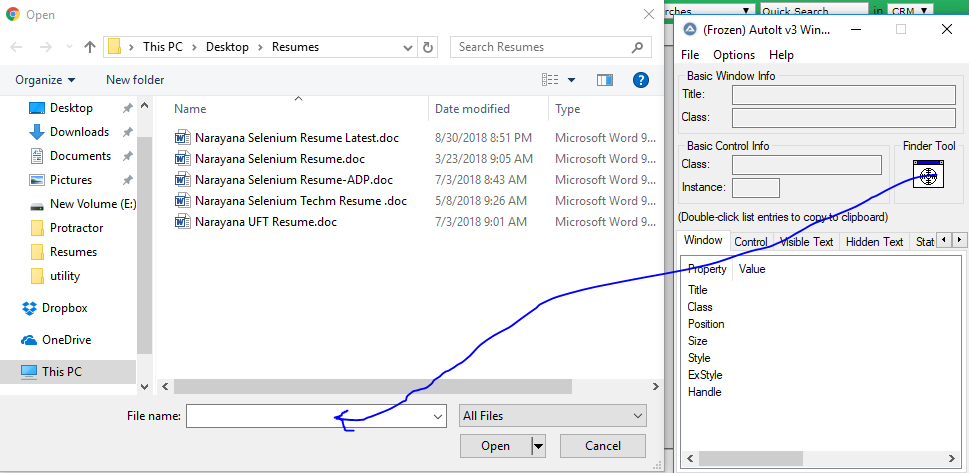 Open
This PC > Desktop > Resumes
Search Resumes
Organize
New folder
Desktop
Downloads
Documents
Pictures
New Volume (E:)
Protractor
Resumes
utility
Dropbox
OneDrive
This PC
Name Date modified Type
Narayana Selenium Resume Latest.doc 8/30/2018 8:51 PM Microsoft Word 9...
Narayana Selenium Resume.doc 3/23/2018 9:05 AM Microsoft Word 9...
Narayana Selenium Resume-ADP.doc 7/3/2018 8:43 AM Microsoft Word 9...
Narayana Selenium Techm Resume .doc 5/8/2018 9:26 AM Microsoft Word 9...
Narayana UFT Resume.doc 7/3/2018 9:01 AM Microsoft Word 9...
File name:
All Files
Open
Cancel
rches
Quick Search
in
CRM
(Frozen) AutoIt v3 Win...
File Options Help
Basic Window Info
Title:
Class:
Basic Control Info
Class:
Instance:
Finder Tool
(Double-click list entries to copy to clipboard)
Window Control Visible Text Hidden Text Stat
Property Value
Title
Class
Position
Size
Style
ExStyle
Handle